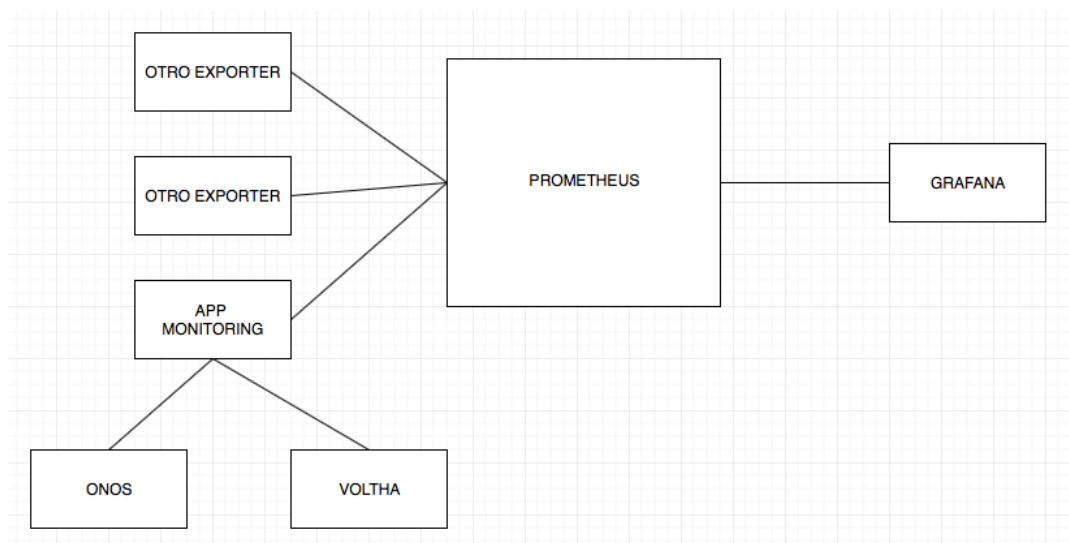 OTRO EXPORTER
OTRO EXPORTER
PROMETHEUS
GRAFANA
APP
MONITORING
ONOS
VOLTHA